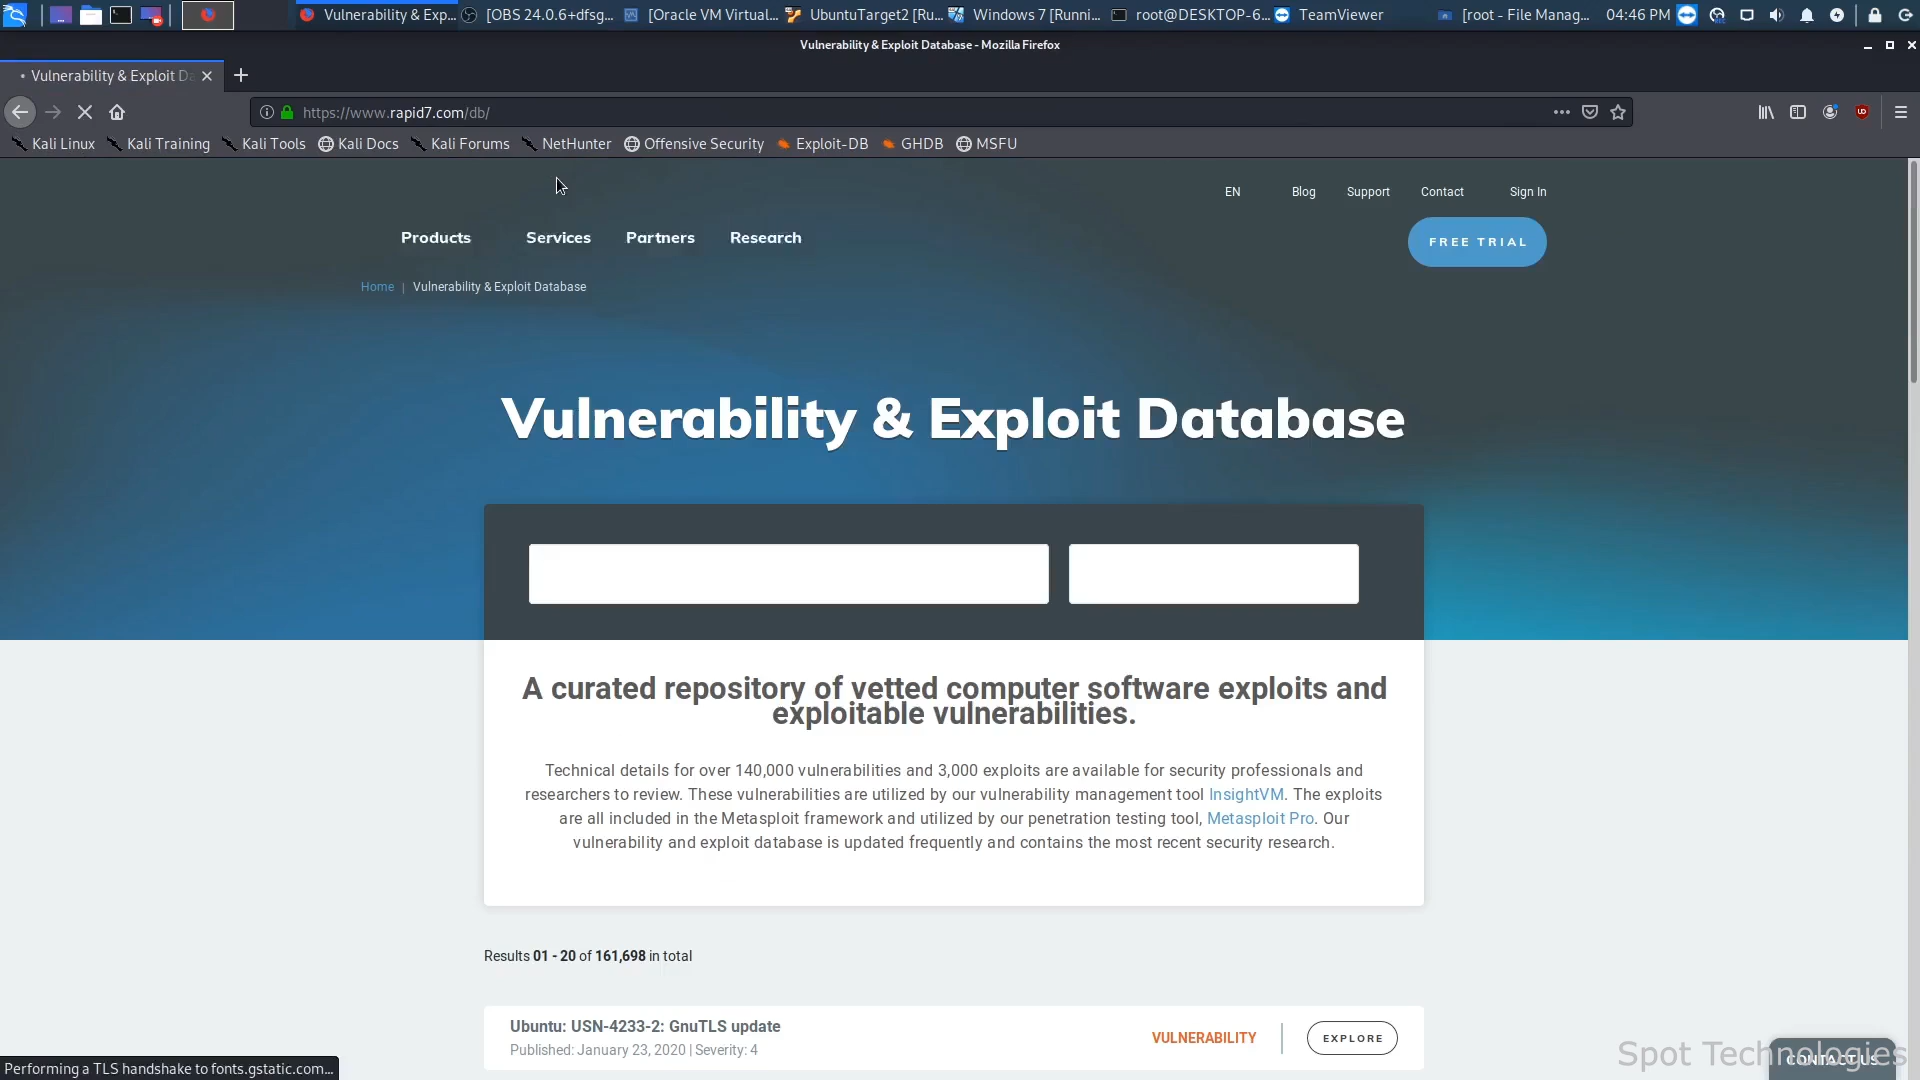 Vulnerability & Exp... [OBS 24.0.6+dfsg... [Oracle VM Virtual... UbuntuTarget2 [Ru... Windows 7 [Runni... root@DESKTOP-6... TeamViewer [root - File Manag... 04:46 PM
Vulnerability & Exploit Database - Mozilla Firefox
Vulnerability & Exploit Da
https://www.rapid7.com/db/
Kali Linux Kali Training Kali Tools Kali Docs Kali Forums NetHunter Offensive Security Exploit-DB GHDB MSFU
EN Blog Support Contact Sign In
Products Services Partners Research
FREE TRIAL
Home | Vulnerability & Exploit Database
Vulnerability & Exploit Database
A curated repository of vetted computer software exploits and
exploitable vulnerabilities.
Technical details for over 140,000 vulnerabilities and 3,000 exploits are available for security professionals and
researchers to review. These vulnerabilities are utilized by our vulnerability management tool InsightVM. The exploits
are all included in the Metasploit framework and utilized by our penetration testing tool, Metasploit Pro. Our
vulnerability and exploit database is updated frequently and contains the most recent security research.
Results 01 - 20 of 161,698 in total
Ubuntu: USN-4233-2: GnuTLS update
Published: January 23, 2020 | Severity: 4
VULNERABILITY
EXPLORE
CONTACT US
Spot Technologies
Performing a TLS handshake to fonts.gstatic.com...